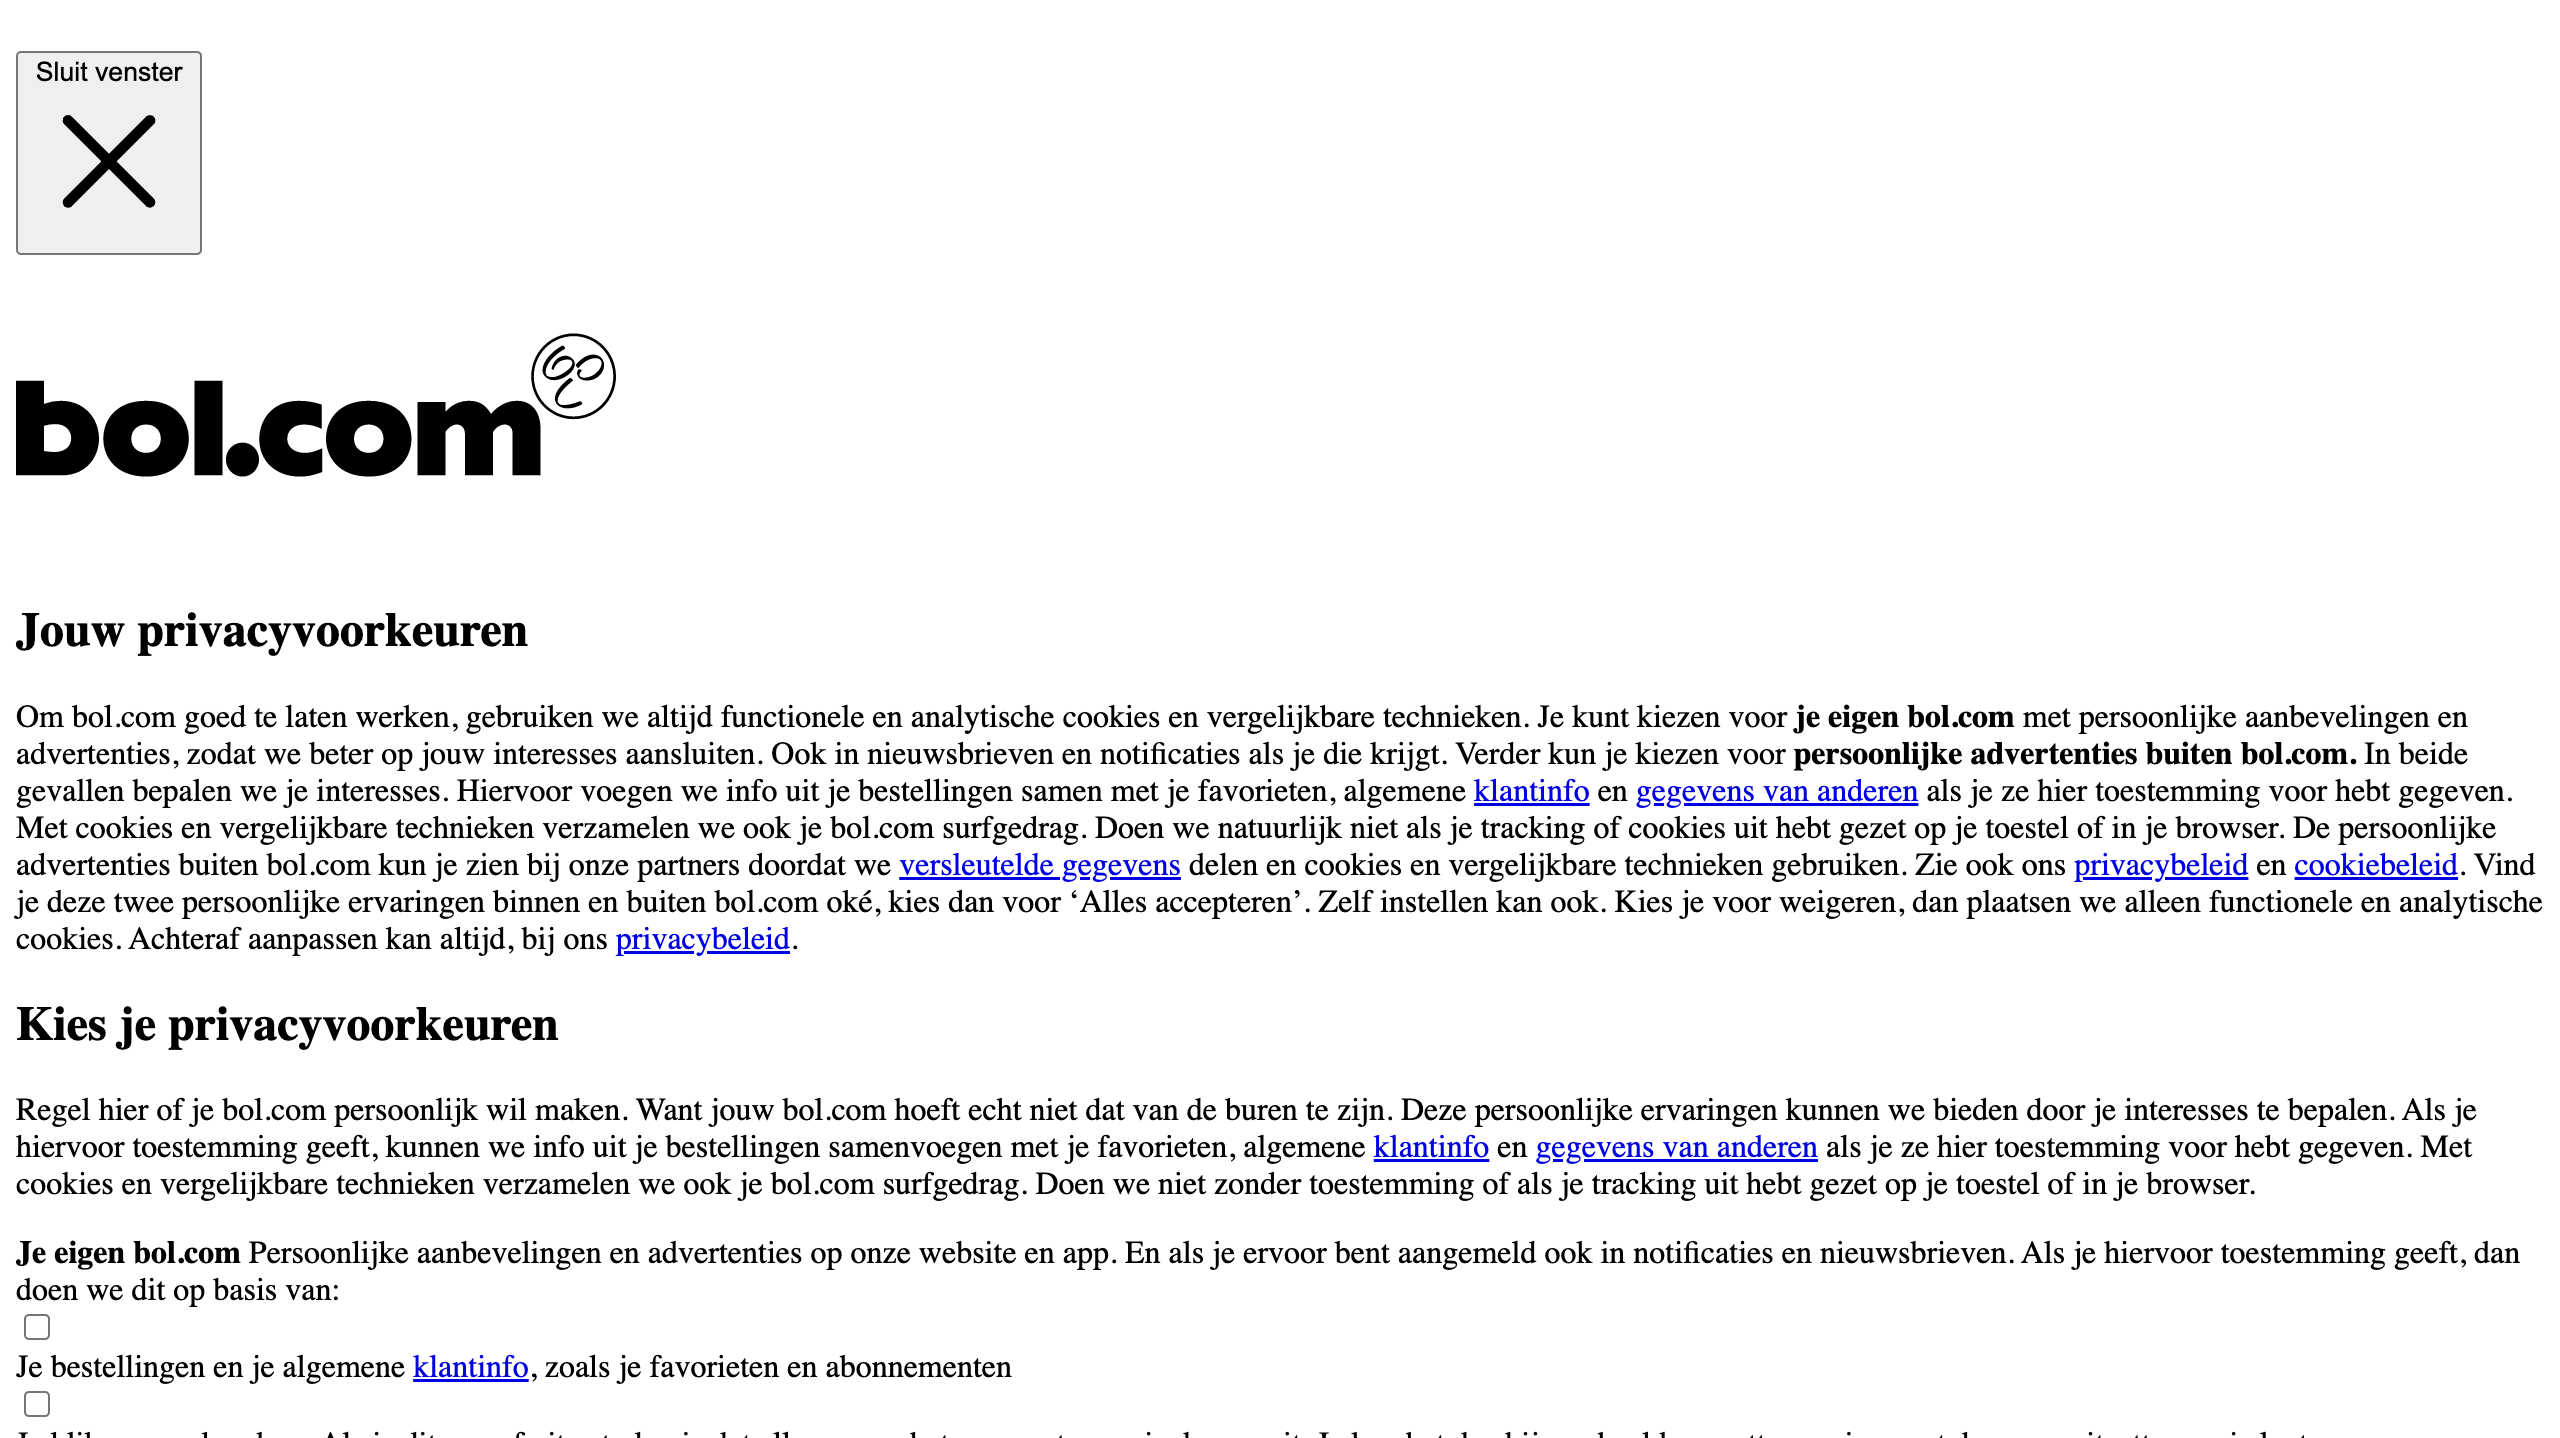 Sluit venster
bol.com
Jouw privacyvoorkeuren
Om bol.com goed te laten werken, gebruiken we altijd functionele en analytische cookies en vergelijkbare technieken. Je kunt kiezen voor je eigen bol.com met persoonlijke aanbevelingen en
advertenties, zodat we beter op jouw interesses aansluiten. Ook in nieuwsbrieven en notificaties als je die krijgt. Verder kun je kiezen voor persoonlijke advertenties buiten bol.com. In beide
gevallen bepalen we je interesses. Hiervoor voegen we info uit je bestellingen samen met je favorieten, algemene klantinfo en gegevens van anderen als je ze hier toestemming voor hebt gegeven.
Met cookies en vergelijkbare technieken verzamelen we ook je bol.com surfgedrag. Doen we natuurlijk niet als je tracking of cookies uit hebt gezet op je toestel of in je browser. De persoonlijke
advertenties buiten bol.com kun je zien bij onze partners doordat we versleutelde gegevens delen en cookies en vergelijkbare technieken gebruiken. Zie ook ons privacybeleid en cookiebeleid. Vind
je deze twee persoonlijke ervaringen binnen en buiten bol.com oké, kies dan voor ‘Alles accepteren’. Zelf instellen kan ook. Kies je voor weigeren, dan plaatsen we alleen functionele en analytische
cookies. Achteraf aanpassen kan altijd, bij ons privacybeleid.
Kies je privacyvoorkeuren
Regel hier of je bol.com persoonlijk wil maken. Want jouw bol.com hoeft echt niet dat van de buren te zijn. Deze persoonlijke ervaringen kunnen we bieden door je interesses te bepalen. Als je
hiervoor toestemming geeft, kunnen we info uit je bestellingen samenvoegen met je favorieten, algemene klantinfo en gegevens van anderen als je ze hier toestemming voor hebt gegeven. Met
cookies en vergelijkbare technieken verzamelen we ook je bol.com surfgedrag. Doen we niet zonder toestemming of als je tracking uit hebt gezet op je toestel of in je browser.
Je eigen bol.com Persoonlijke aanbevelingen en advertenties op onze website en app. En als je ervoor bent aangemeld ook in notificaties en nieuwsbrieven. Als je hiervoor toestemming geeft, dan
doen we dit op basis van:
Je bestellingen en je algemene klantinfo, zoals je favorieten en abonnementen